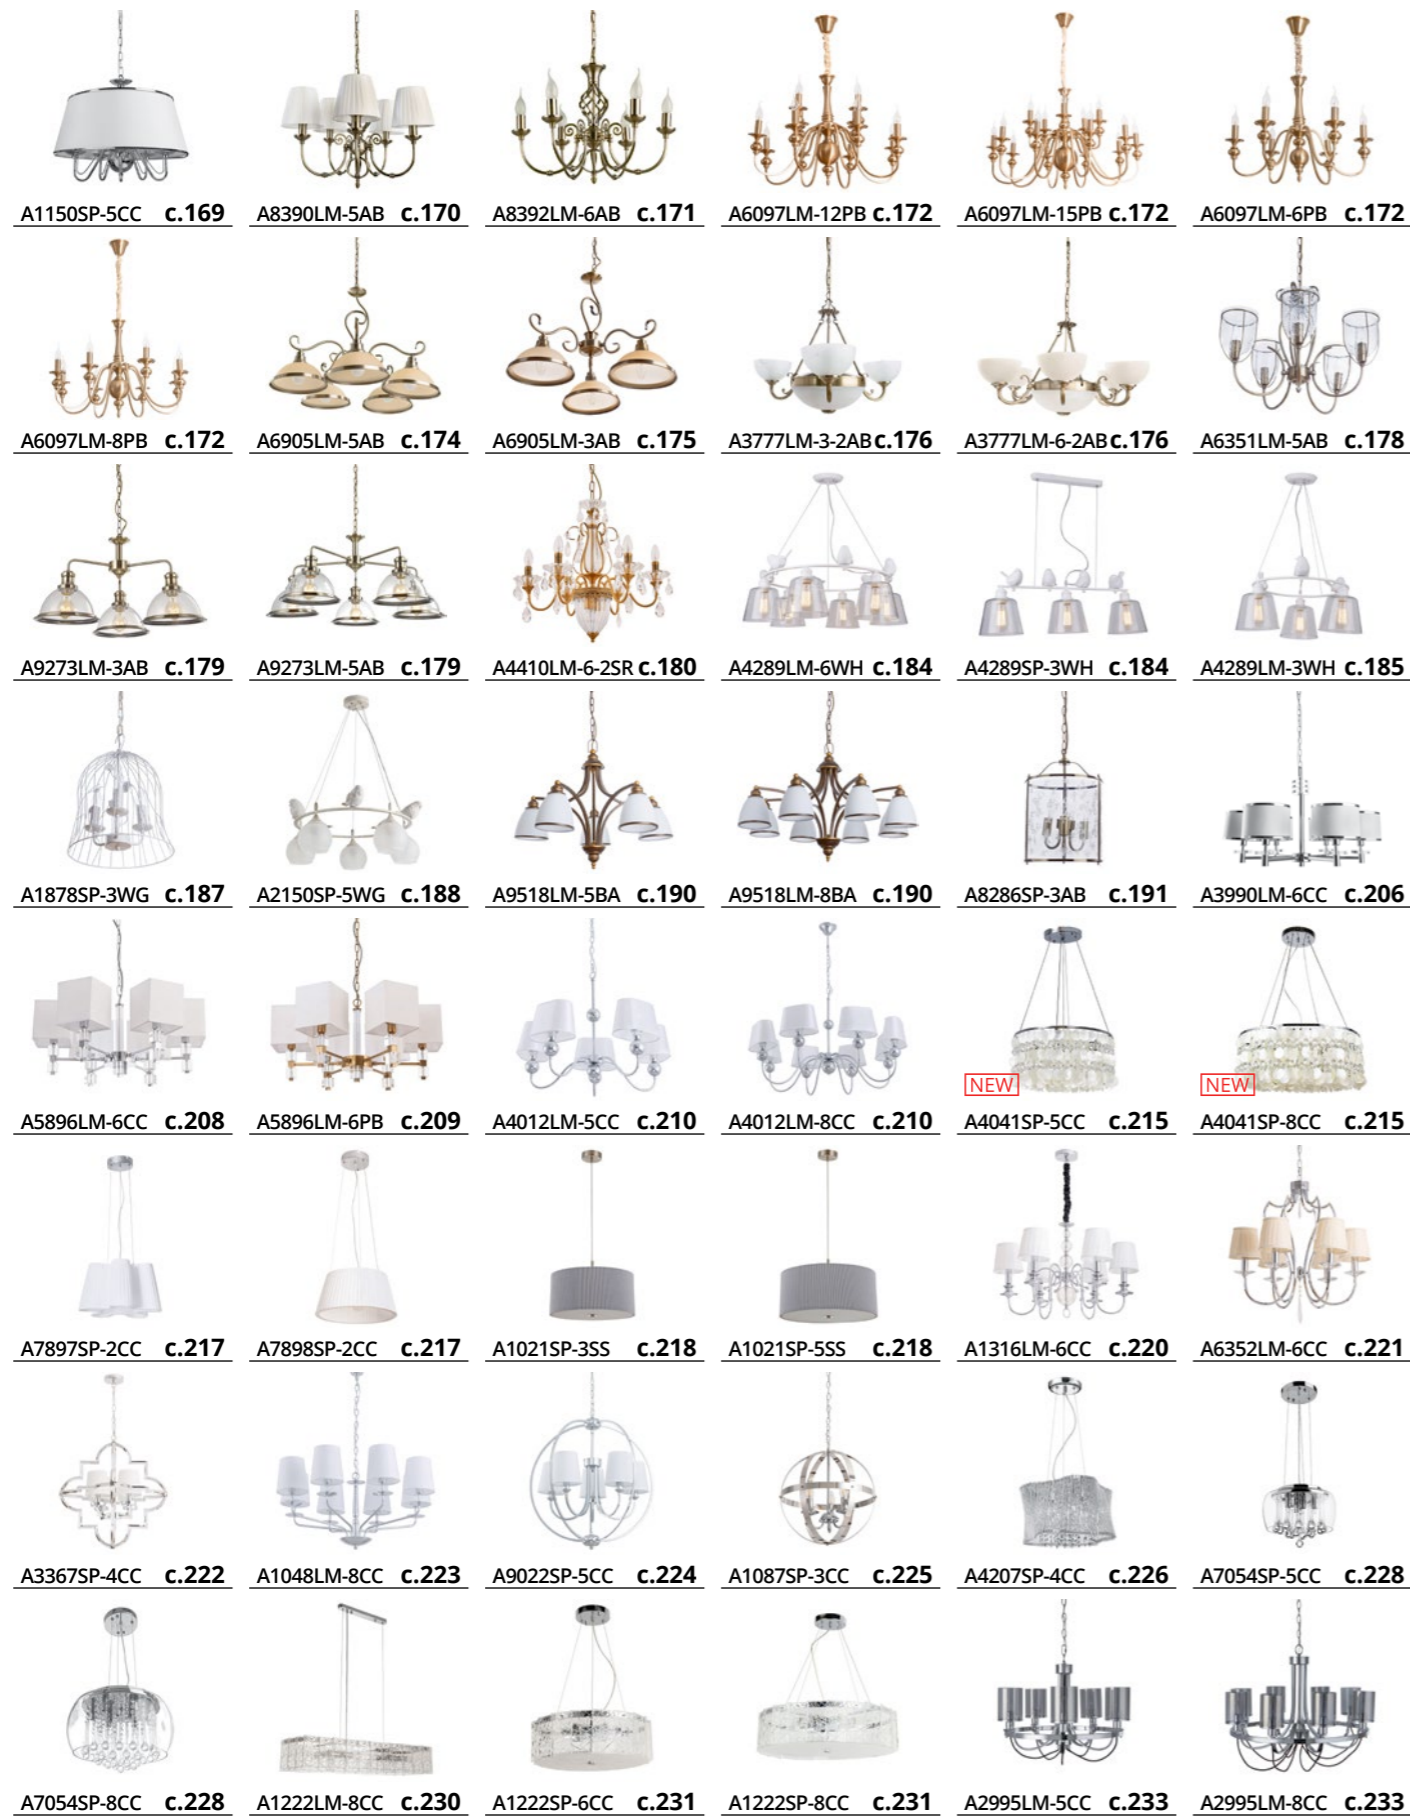 A1150SP-5CC c.169 A8390LM-5AB c.170 A8392LM-6AB c.171 A6097LM-12PB c.172 A6097LM-15PB c.172 A6097LM-6PB c.172
A6097LM-8PB c.172 A6905LM-5AB c.174 A6905LM-3AB c.175 A3777LM-3-2AB c.176 A3777LM-6-2AB c.176 A6351LM-5AB c.178
A9273LM-3AB c.179 A9273LM-5AB c.179 A4410LM-6-2SR c.180 A4289LM-6WH c.184 A4289SP-3WH c.184 A4289LM-3WH c.185
A1878SP-3WG c.187 A2150SP-5WG c.188 A9518LM-5BA c.190 A9518LM-8BA c.190 A8286SP-3AB c.191 A3990LM-6CC c.206
NEW NEW
A5896LM-6CC c.208 A5896LM-6PB c.209 A4012LM-5CC c.210 A4012LM-8CC c.210 A4041SP-5CC c.215 A4041SP-8CC c.215
A7897SP-2CC c.217 A7898SP-2CC c.217 A1021SP-3SS c.218 A1021SP-5SS c.218 A1316LM-6CC c.220 A6352LM-6CC c.221
A3367SP-4CC c.222 A1048LM-8CC c.223 A9022SP-5CC c.224 A1087SP-3CC c.225 A4207SP-4CC c.226 A7054SP-5CC c.228
A7054SP-8CC c.228 A1222LM-8CC c.230 A1222SP-6CC c.231 A1222SP-8CC c.231 A2995LM-5CC c.233 A2995LM-8CC c.233